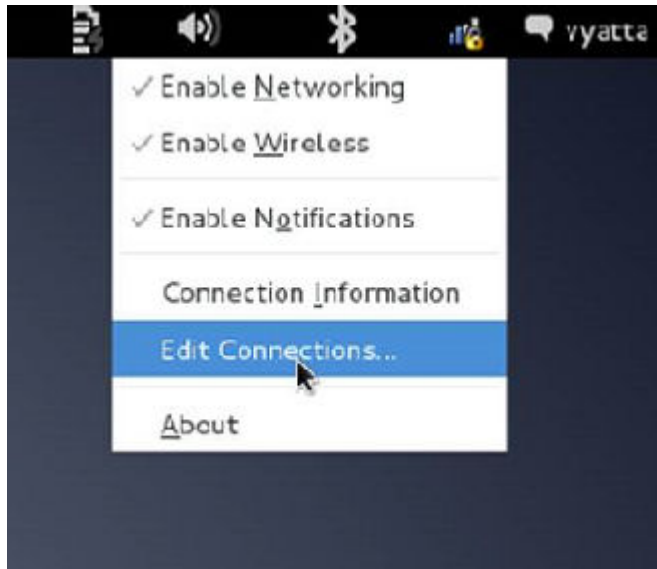 vyatta
Enable Networking
Enable Wireless
Enable Notifications
Connection Information
Edit Connections...
About